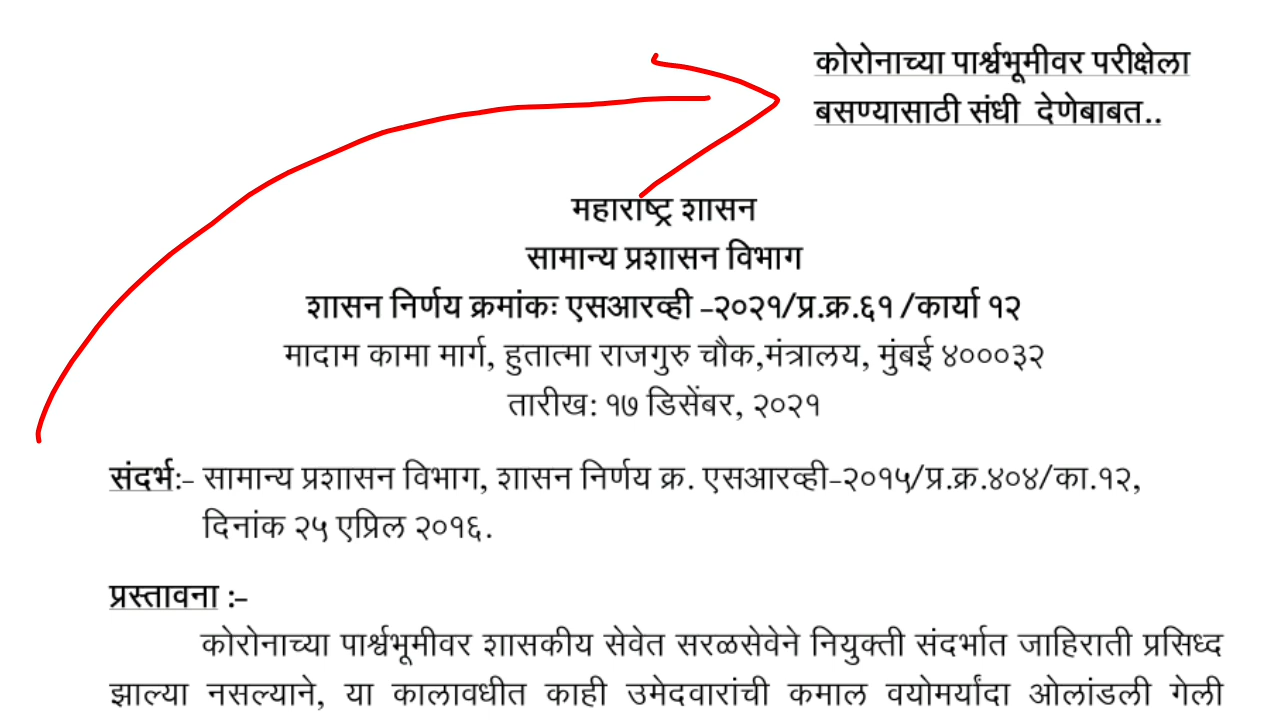 कोरोनाच्या पार्श्वभूमीवर परीक्षेला
बसण्यासाठी संधी देणेबाबत..
महाराष्ट्र शासन
सामान्य प्रशासन विभाग
शासन निर्णय क्रमांकः एसआरव्ही -२०२१/प्र.क्र.६१ /कार्या १२
मादाम कामा मार्ग, हुतात्मा राजगुरु चौक,मंत्रालय, मुंबई ४०००३२
तारीख: १७ डिसेंबर, २०२१
संदर्भ:- सामान्य प्रशासन विभाग, शासन निर्णय क्र. एसआरव्ही-२०१५/प्र.क्र.४०४/का.१२,
दिनांक २५ एप्रिल २०१६.
प्रस्तावना :-
कोरोनाच्या पार्श्वभूमीवर शासकीय सेवेत सरळसेवेने नियुक्ती संदर्भात जाहिराती प्रसिध्द
झाल्या नसल्याने, या कालावधीत काही उमेदवारांची कमाल वयोमर्यादा ओलांडली गेली